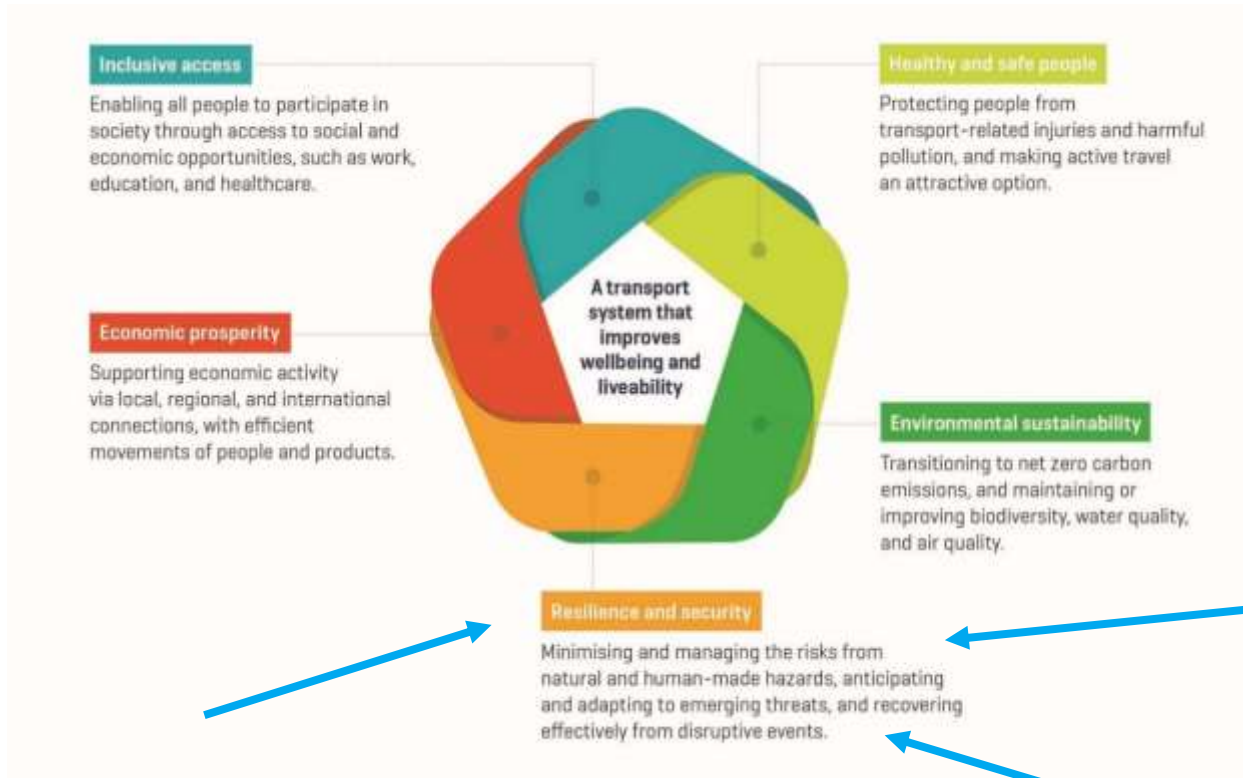 Inclusive access
Enabling all people to participate in
society through access to social and
economic opportunities, such as work,
education, and healthcare.
Healthy and safe people
Protecting people from
transport-related injuries and harmful
pollution, and making active travel
an attractive option.
A transport
system that
improves
wellbeing and
liveability
Economic prosperity
Supporting economic activity
via local, regional, and international
connections, with efficient
movements of people and products.
Environmental sustainability
Transitioning to net zero carbon
emissions, and maintaining or
improving biodiversity, water quality,
and air quality.
Resilience and security
Minimising and managing the risks from
natural and human-made hazards, anticipating
and adapting to emerging threats, and recovering
effectively from disruptive events.